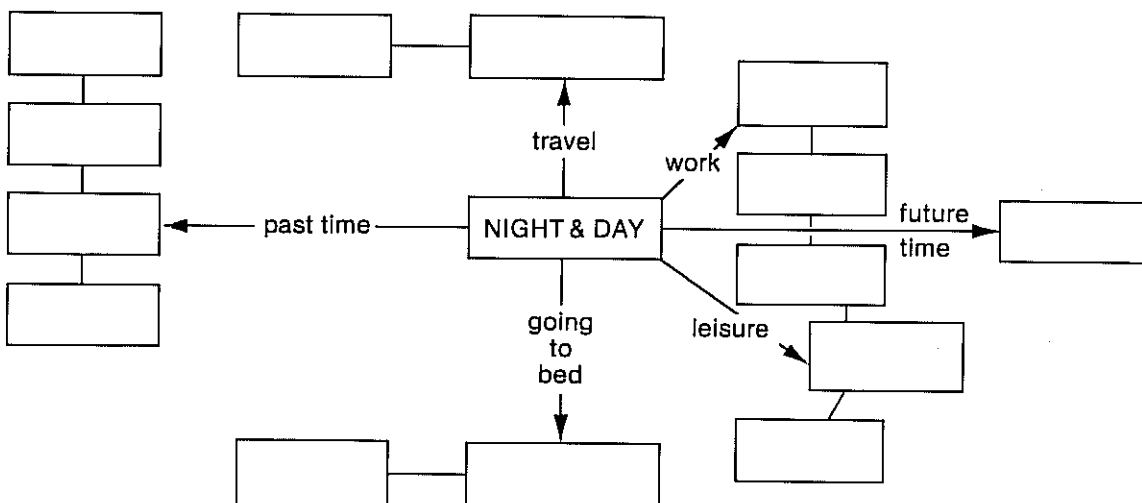 travel
work
past time
NIGHT & DAY
future
time
going
to
bed
leisure